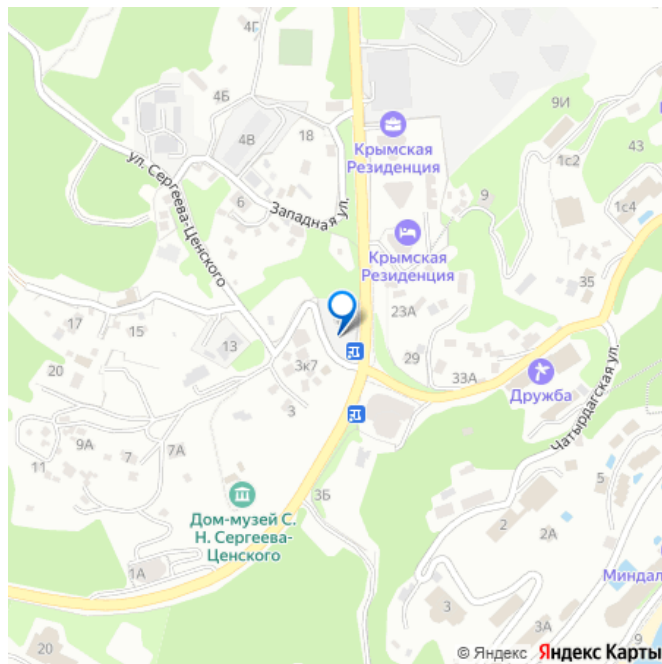 4Г
4Б
4В
18
9И
Крымская
Резиденция
1с2
43
ул. Сергеева-Ценского
6
Западная ул.
9
1с4
Крымская
Резиденция
35
23А
17
15
13
20
3к7
29
33А
Дружба
Чатырдагская ул.
3
9А
7А
7
11
5
3Б
Дом-музей С.
Н. Сергеева-
Ценского
2
2А
1А
Миндал
3
3А
9
20
© Яндекс Яндекс Карты